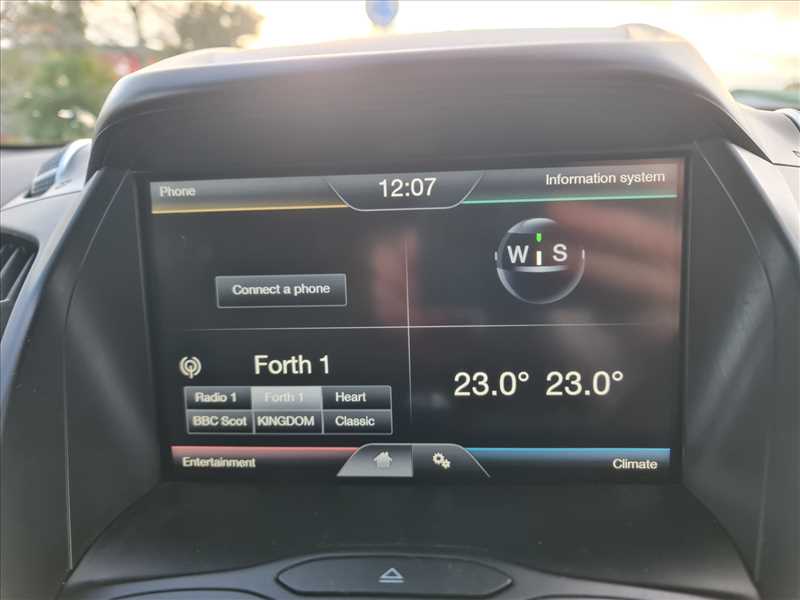 Phone 12:07 Information system
W S
Connect a phone
Forth 1
Radio 1 Forth 1 Heart
BBC Scot KINGDOM Classic
23.0° 23.0°
Entertainment Climate